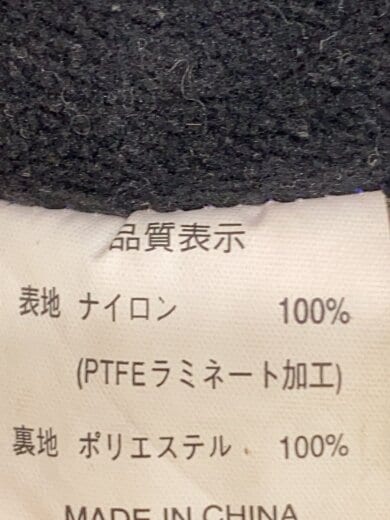 品質表示
表地 ナイロン 100%
(PTFEラミネート加工)
裏地 ポリエステル 100%
MADE IN CHINA